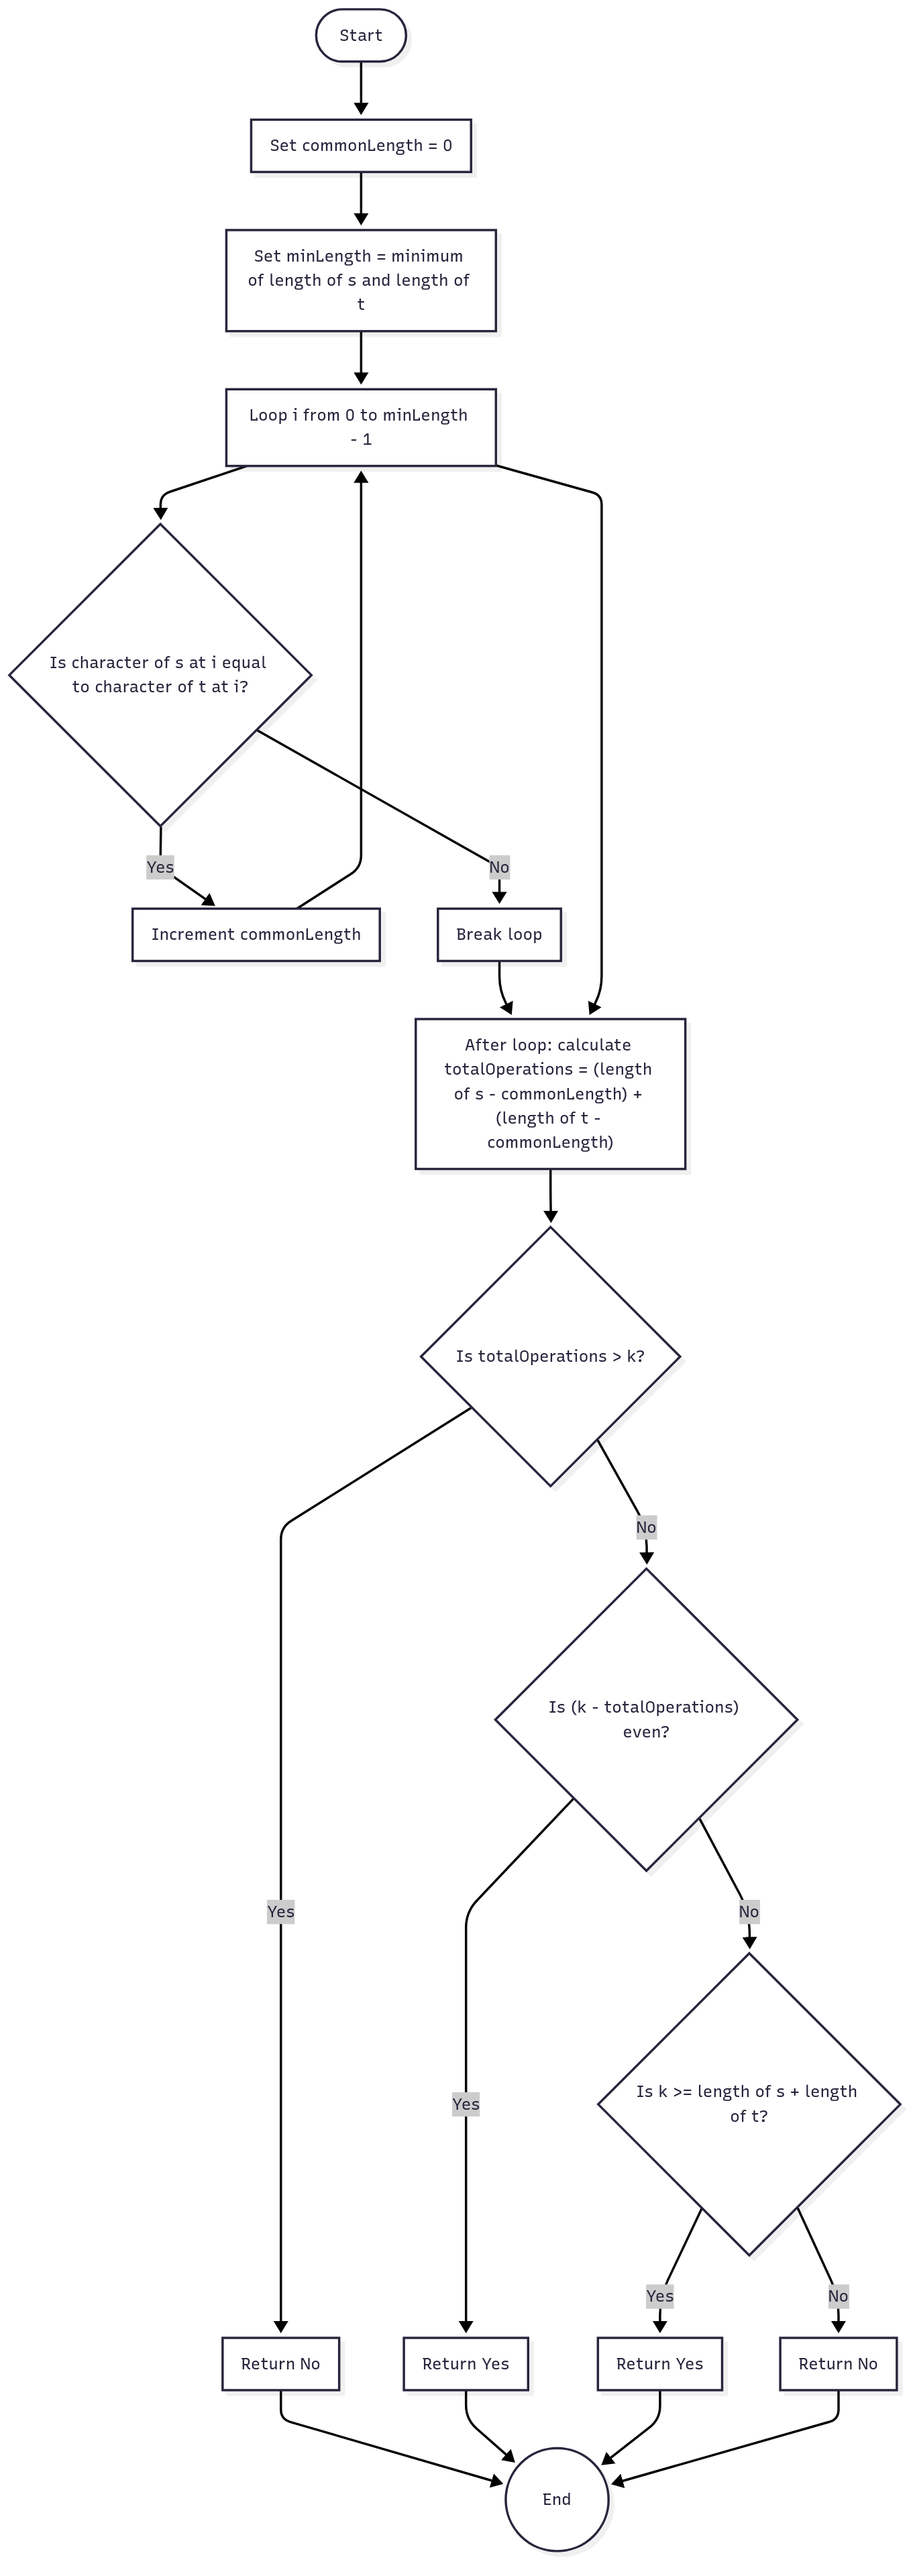 Start
Set commonLength = 0
Set minLength = minimum
of length of s and length of
t
Loop i from 0 to minLength
- 1
Is character of s at i equal
to character of t at i?
Yes
No
Increment commonLength
Break loop
After loop: calculate
totalOperations = (length
of s - commonLength) +
(length of t -
commonLength)
Is totalOperations > k?
No
Is (k - totalOperations)
even?
Yes
No
Is k >= length of s + length
of t?
Yes
Yes
No
Return No
Return Yes
Return Yes
Return No
End